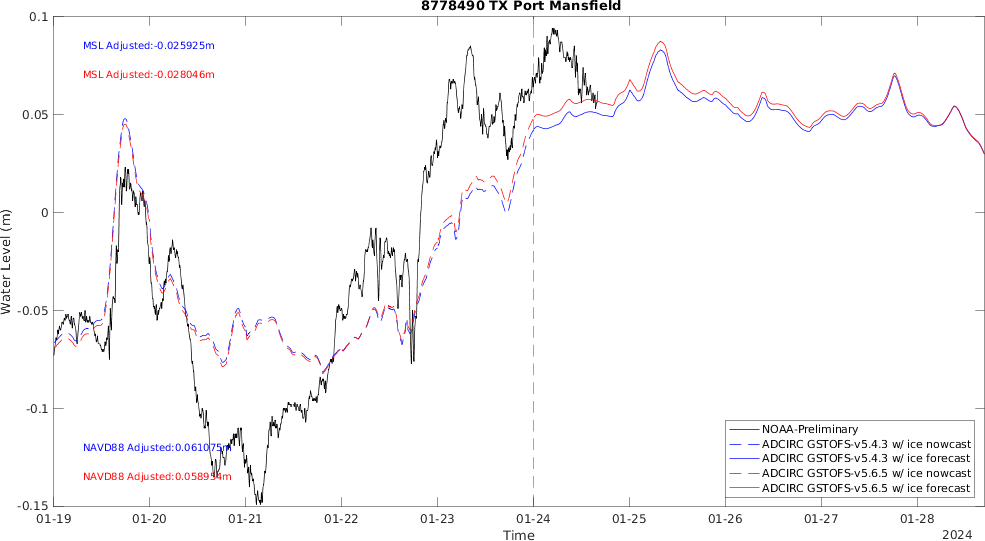 8778490 TX Port Mansfield
0.1
MSL Adjusted:-0.025925m
MSL Adjusted:-0.028046m
0.05
0
Water Level (m)
-0.05
-0.1
NAVD88 Adjusted:0.061075m
NAVD88 Adjusted:0.058954m
NOAA-Preliminary
ADCIRC GSTOFS-v5.4.3 w/ ice nowcast
ADCIRC GSTOFS-v5.4.3 w/ ice forecast
ADCIRC GSTOFS-v5.6.5 w/ ice nowcast
ADCIRC GSTOFS-v5.6.5 w/ ice forecast
-0.15
01-19 01-20 01-21 01-22 01-23 01-24 01-25 01-26 01-27 01-28
Time
2024